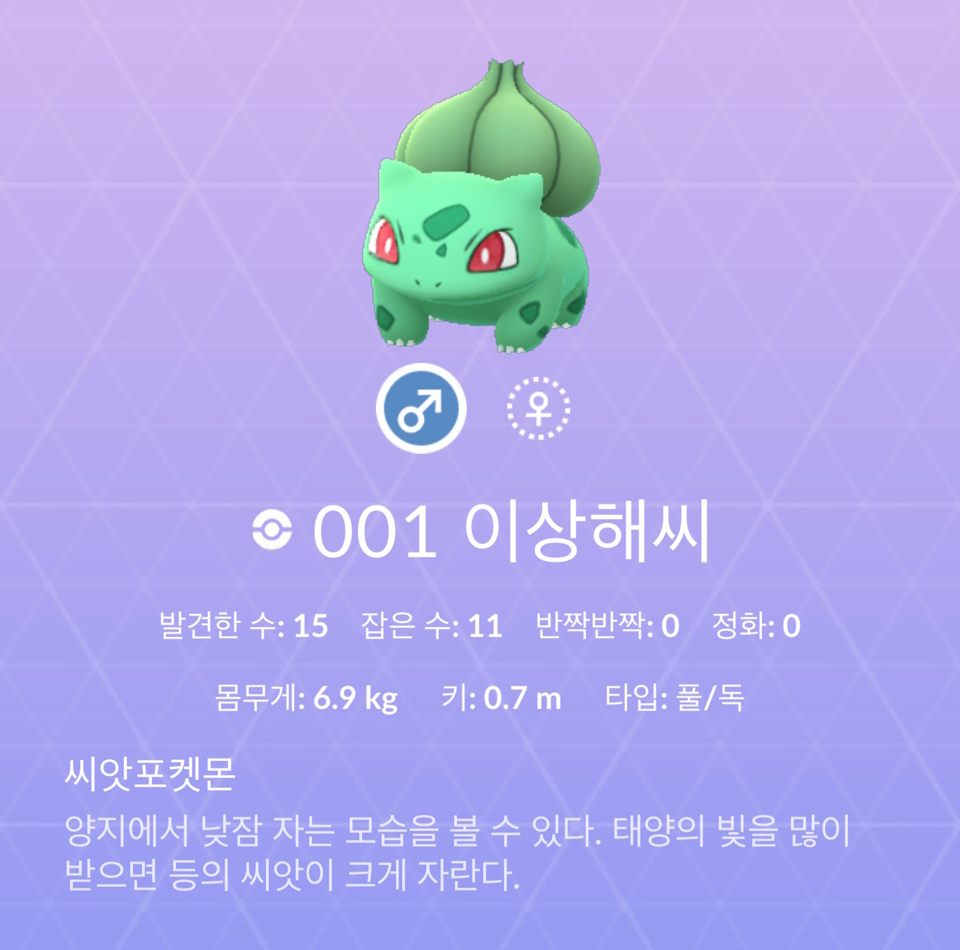 001 이상해씨
발견한 수: 15 잡은 수: 11 반짝반짝: 0 정화: 0
몸무게: 6.9 kg 키: 0.7 m 타입: 풀/독
씨앗포켓몬
양지에서 낮잠 자는 모습을 볼 수 있다. 태양의 빛을 많이
받으면 등의 씨앗이 크게 자란다.